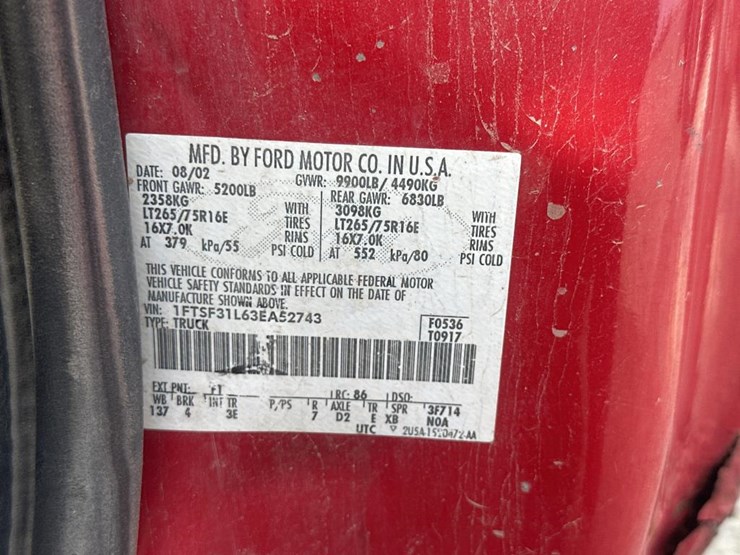 MFD. BY FORD MOTOR CO. IN U.S.A.
DATE: 08/02 GVWR: 9900LB/ 4490KG
FRONT GAWR: 5200LB REAR GAWR: 6830LB
2358KG WITH 3098KG WITH
LT265/75R16E TIRES LT265/75R16E TIRES
16X7.0K RIMS 16X7.0K RIMS
AT 379 kPa/55 PSI COLD AT 552 kPa/80 PSI COLD
THIS VEHICLE CONFORMS TO ALL APPLICABLE FEDERAL MOTOR
VEHICLE SAFETY STANDARDS IN EFFECT ON THE DATE OF
MANUFACTURE SHOWN ABOVE.
VIN: 1FTSF31L63EA52743 F0536
TYPE: TRUCK T0917
EXT PNT: FT RC: 86 DSO:
WB BRK INT TR P/PS R AXLE TR SPR 3F714
137 4 3E 7 D2 E XB N0A
UTC